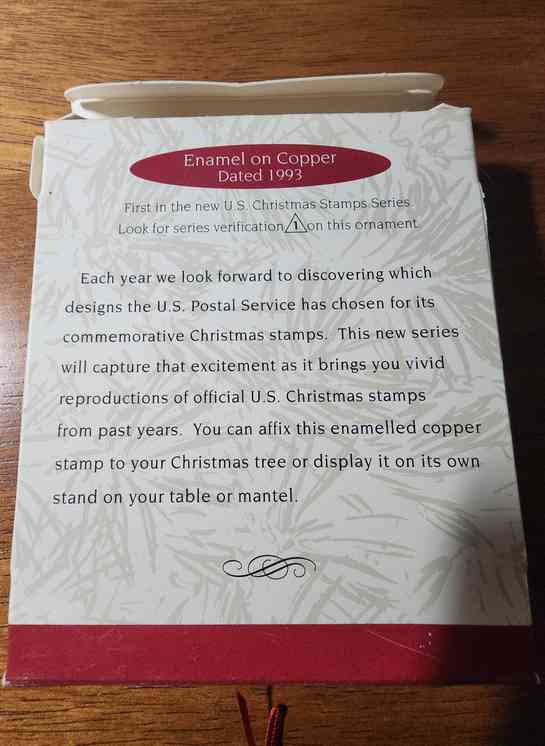 Enamel on Copper
Dated 1993
First in the new U.S. Christmas Stamps Series.
Look for series verification 1 on this ornament.
Each year we look forward to discovering which
designs the U.S. Postal Service has chosen for its
commemorative Christmas stamps. This new series
will capture that excitement as it brings you vivid
reproductions of official U.S. Christmas stamps
from past years. You can affix this enamelled copper
stamp to your Christmas tree or display it on its own
stand on your table or mantel.